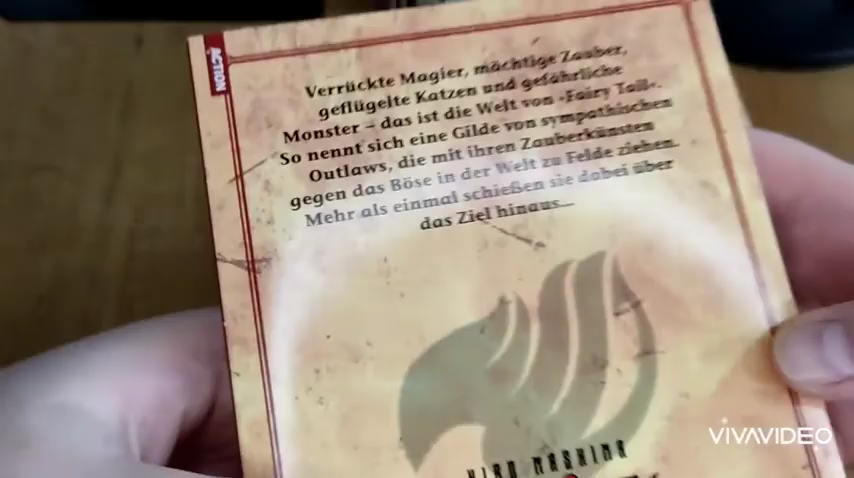 ACTION
Verrückte Magier, mächtige Zauber,
geflügelte Katzen und gefährliche
Monster – das ist die Welt von »Fairy Tail«.
So nennt sich eine Gilde von sympathischen
Outlaws, die mit ihren Zauberkünsten
gegen das Böse in der Welt zu Felde ziehen.
Mehr als einmal schießen sie dabei über
das Ziel hinaus...
HIRO MASHIMA
VIVAVIDEO